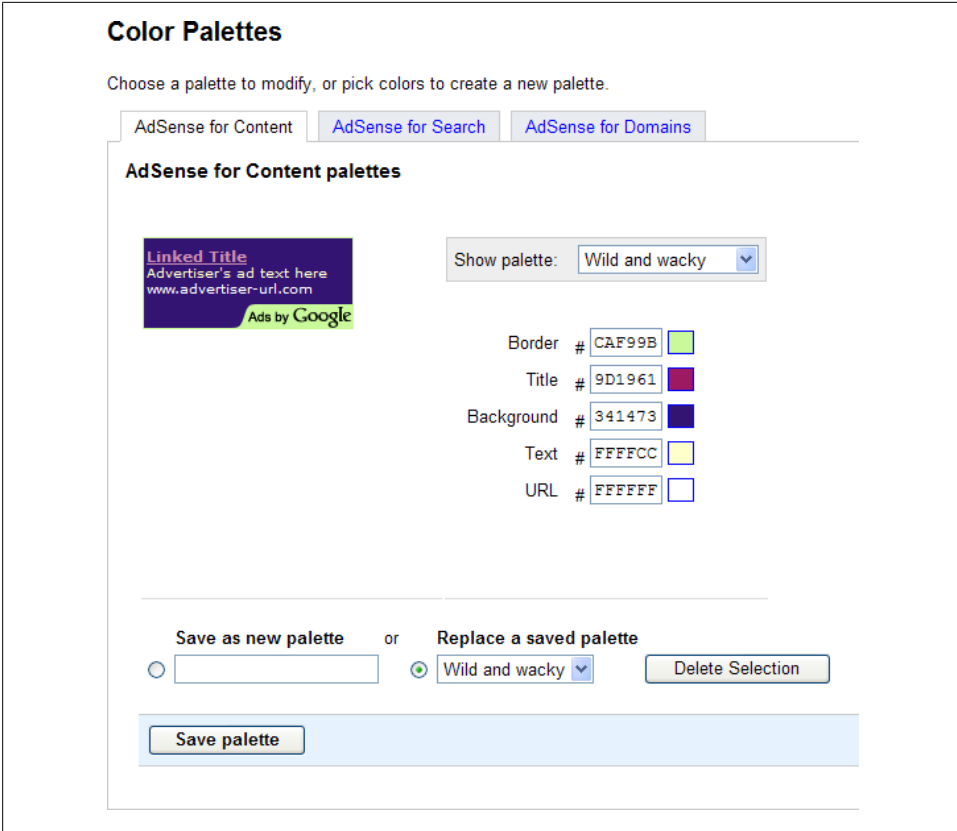 Color Palettes
Choose a palette to modify, or pick colors to create a new palette.
AdSense for Content AdSense for Search AdSense for Domains
AdSense for Content palettes
Linked Title
Advertiser's ad text here
www.advertiser-url.com
Ads by Google
Show palette: Wild and wacky
Border # CAF99B
Title # 9D1961
Background # 341473
Text # FFFFCC
URL # FFFFFF
Save as new palette or Replace a saved palette
Wild and wacky Delete Selection
Save palette